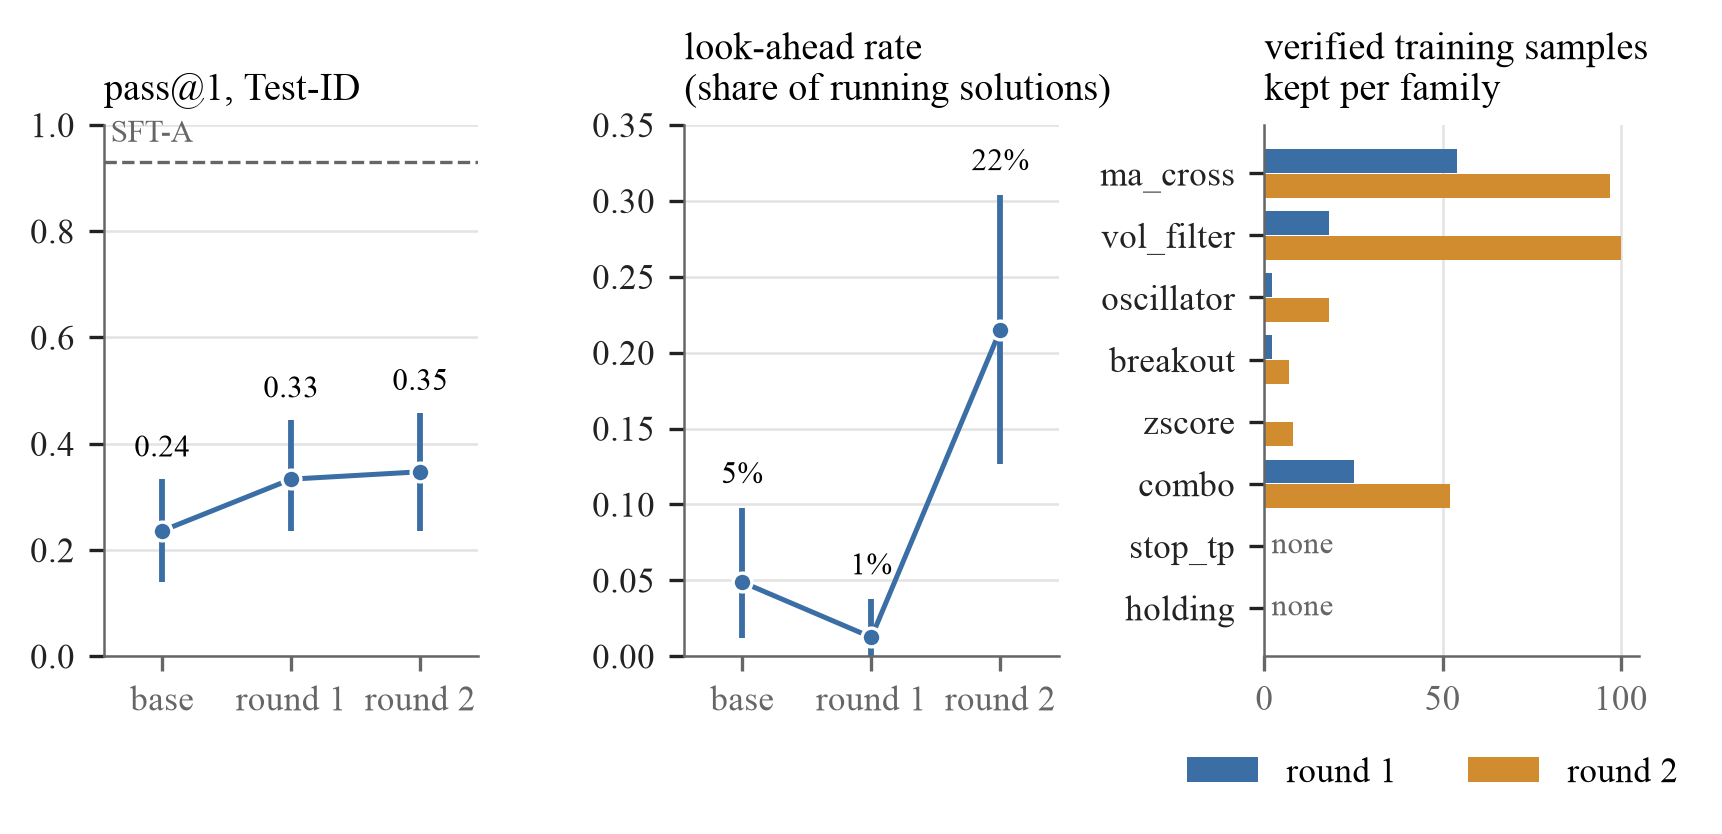 pass@1, Test-ID
1.0
0.8
0.6
0.4
0.2
0.0
SFT-A
0.24
0.33
0.35
base
round 1
round 2
look-ahead rate
(share of running solutions)
0.35
0.30
0.25
0.20
0.15
0.10
0.05
0.00
5%
1%
22%
base
round 1
round 2
verified training samples
kept per family
ma_cross
vol_filter
oscillator
breakout
zscore
combo
stop_tp
none
holding
none
0
50
100
round 1
round 2